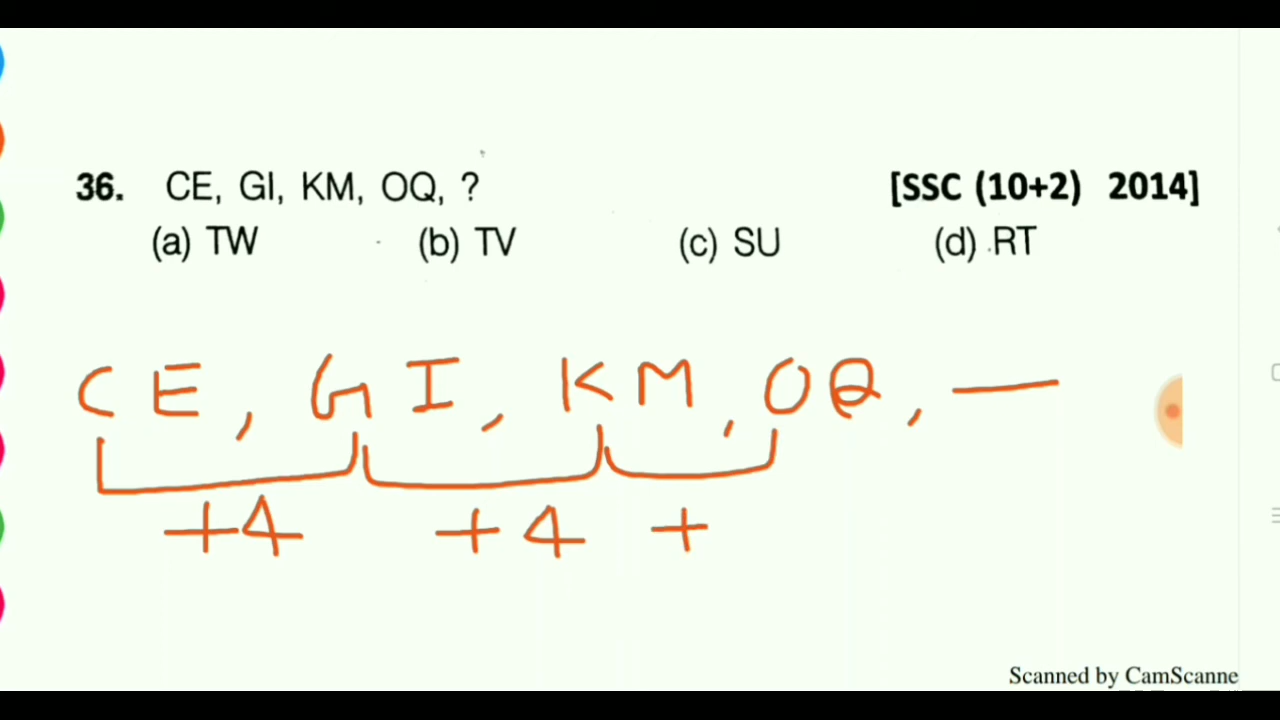 36. CE, GI, KM, OQ, ? [SSC (10+2) 2014]
(a) TW (b) TV (c) SU (d) RT
CE, GI, KM, OQ, —
+4 +4 +
Scanned by CamScanne